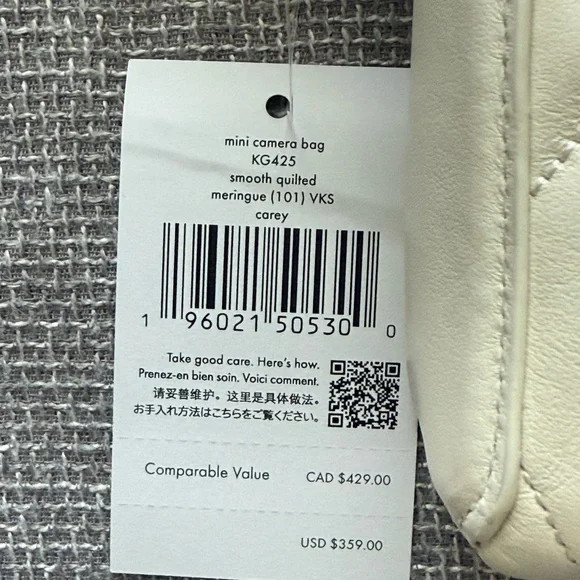 mini camera bag
KG425
smooth quilted
meringue (101) VKS
carey
1 96021 50530 0
Take good care. Here's how.
Prenez-en bien soin. Voici comment.
请妥善维护。这里是具体做法。
お手入れ方法はこちらをご覧ください。
Comparable Value CAD $429.00
USD $359.00